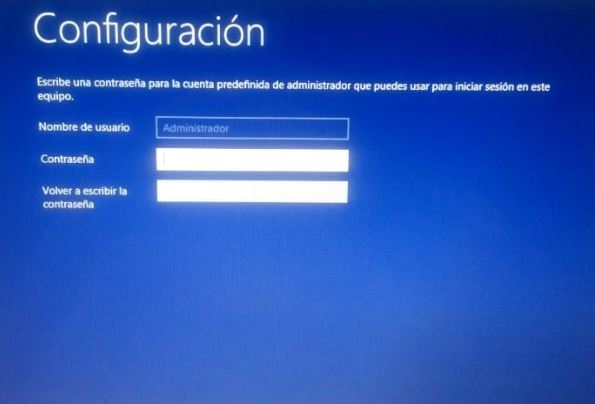 Configuración
Escribe una contraseña para la cuenta predefinida de administrador que puedes usar para iniciar sesión en este
equipo.
Nombre de usuario
Administrador
Contraseña
Volver a escribir la
contraseña